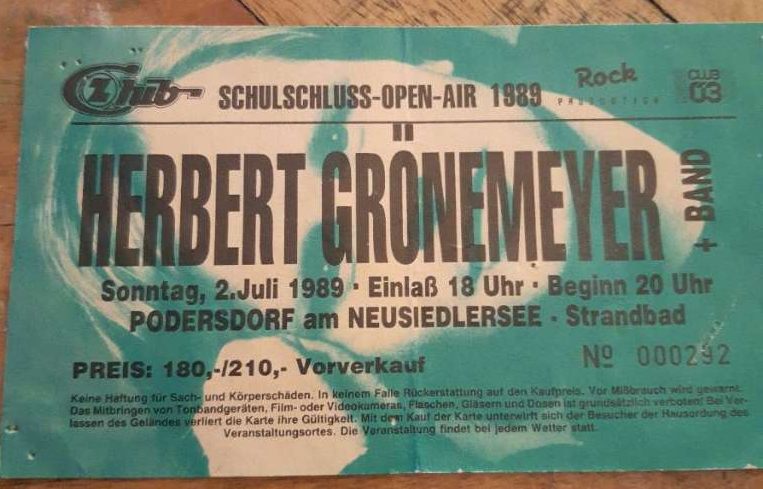 Z Club
SCHULSCHLUSS-OPEN-AIR 1989
Rock
PRODUCTION
CLUB
Ö3
HERBERT GRÖNEMEYER
+ BAND
Sonntag, 2.Juli 1989 · Einlaß 18 Uhr · Beginn 20 Uhr
PODERSDORF am NEUSIEDLERSEE - Strandbad
PREIS: 180,-/210,- Vorverkauf
Nº 000292
Keine Haftung für Sach- und Körperschäden. In keinem Falle Rückerstattung auf den Kaufpreis. Vor Mißbrauch wird gewarnt.
Das Mitbringen von Tonbandgeräten, Film- oder Videokameras, Flaschen, Gläsern und Dosen ist grundsätzlich verboten! Bei Ver-
lassen des Geländes verliert die Karte ihre Gültigkeit. Mit dem Kauf der Karte unterwirft sich der Besucher der Hausordung des
Veranstaltungsortes. Die Veranstaltung findet bei jedem Wetter statt.